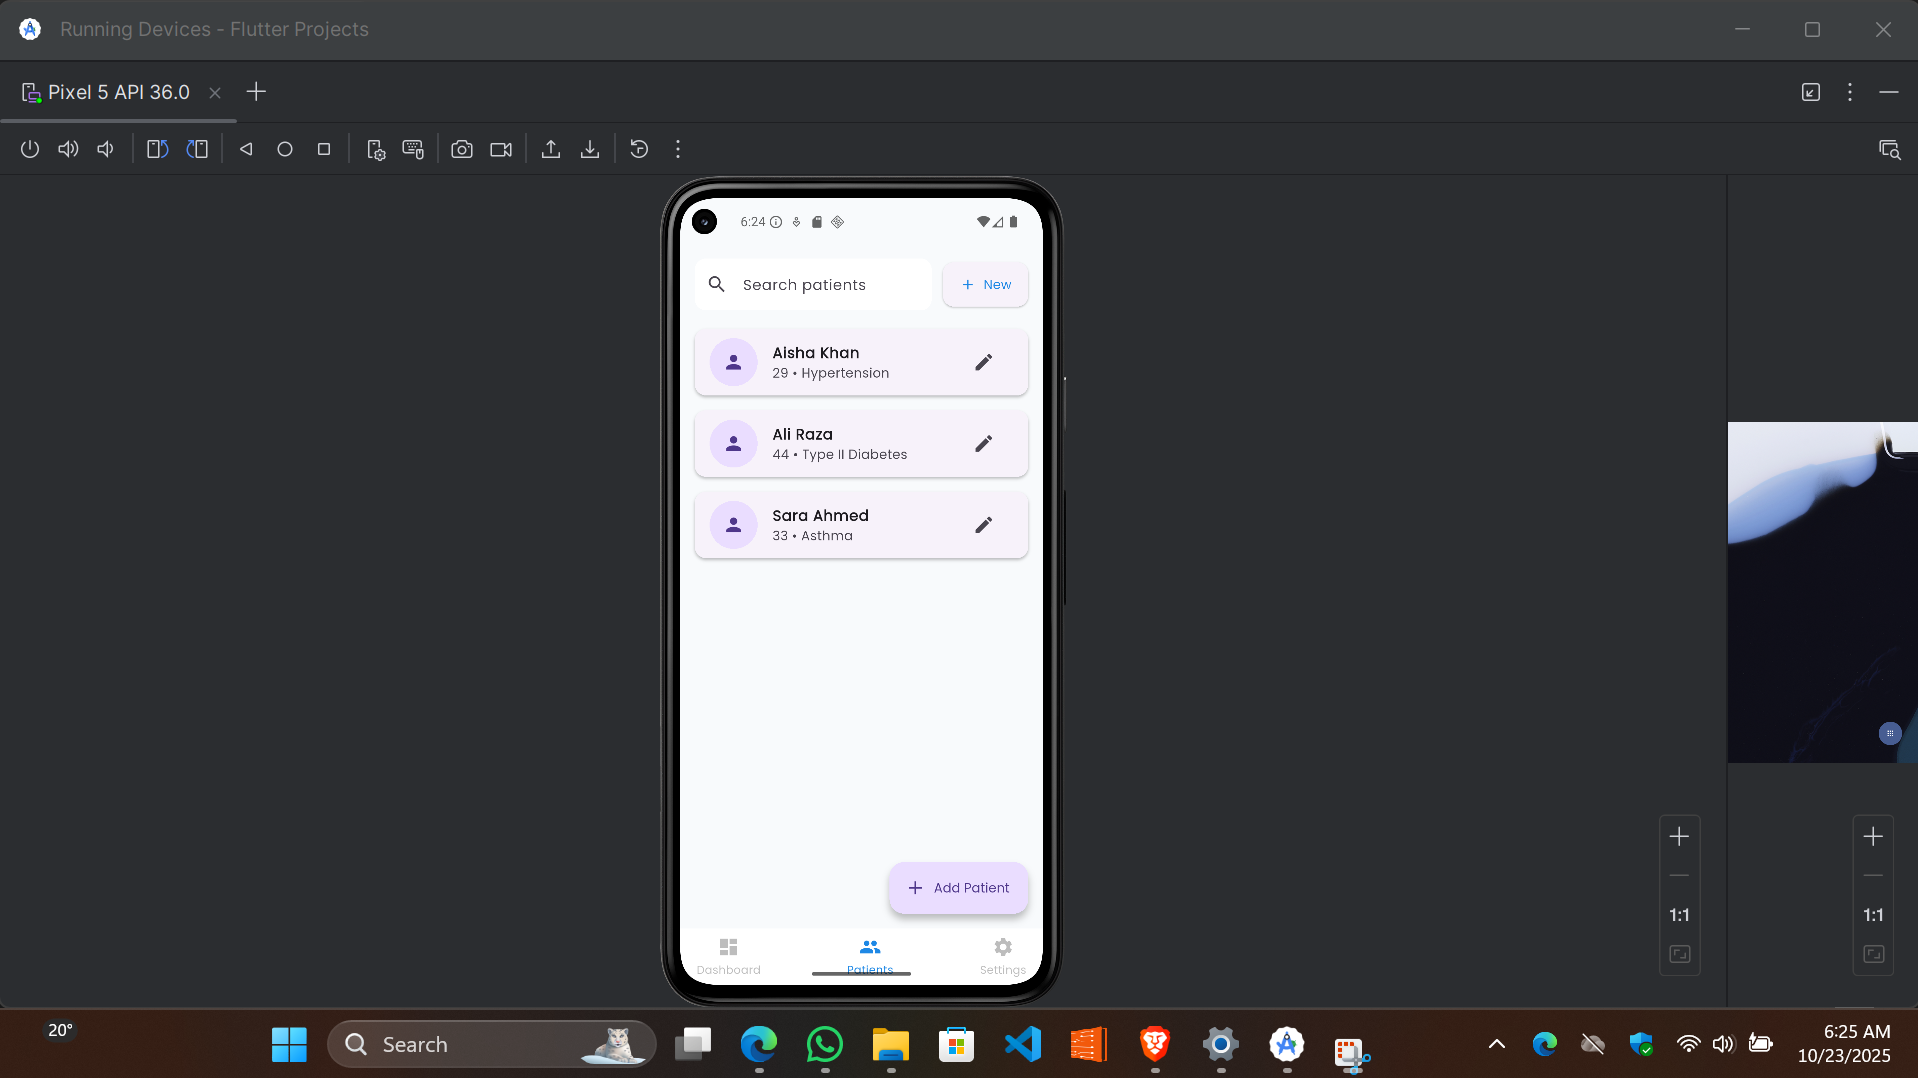 Running Devices - Flutter Projects
Pixel 5 API 36.0
6:24
Search patients
+ New
Aisha Khan
29 • Hypertension
Ali Raza
44 • Type II Diabetes
Sara Ahmed
33 • Asthma
+ Add Patient
Dashboard
Patients
Settings
1:1
1:1
20°
Search
6:25 AM
10/23/2025